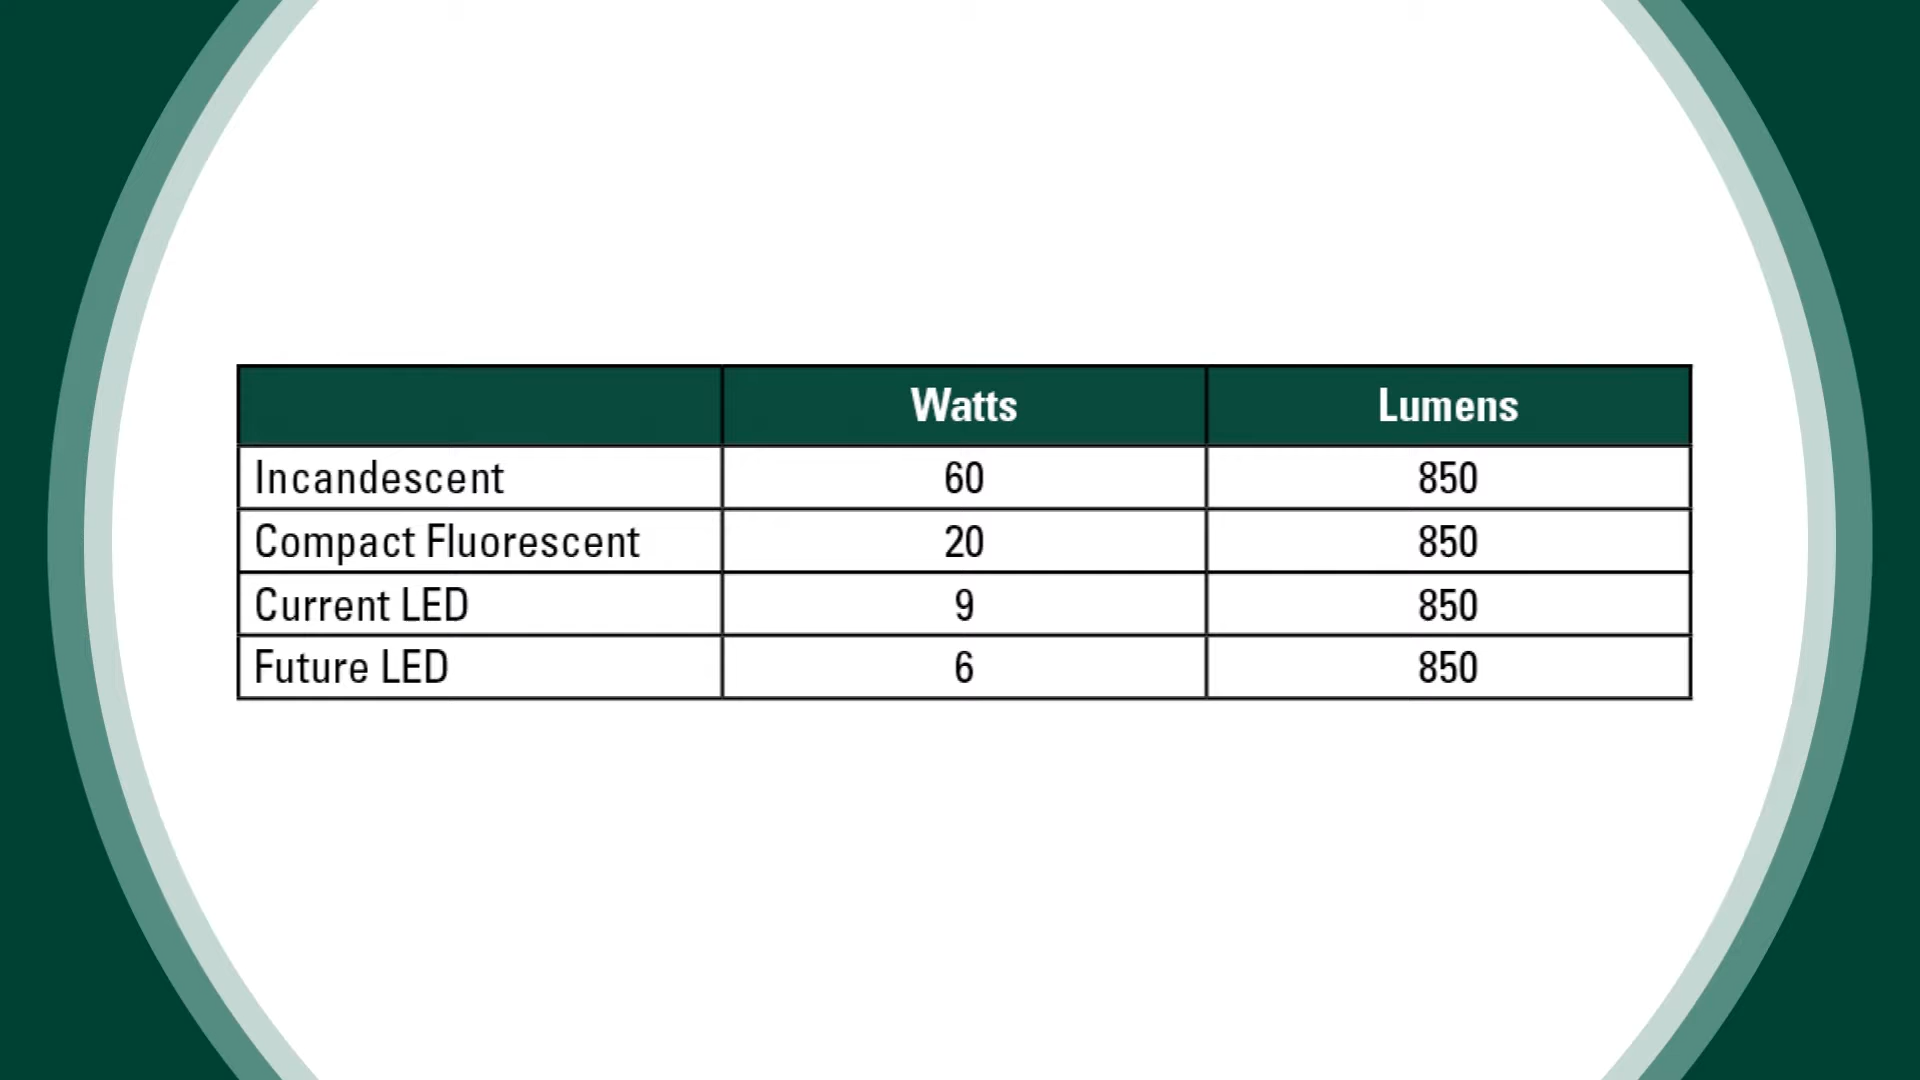 Watts Lumens
Incandescent 60 850
Compact Fluorescent 20 850
Current LED 9 850
Future LED 6 850